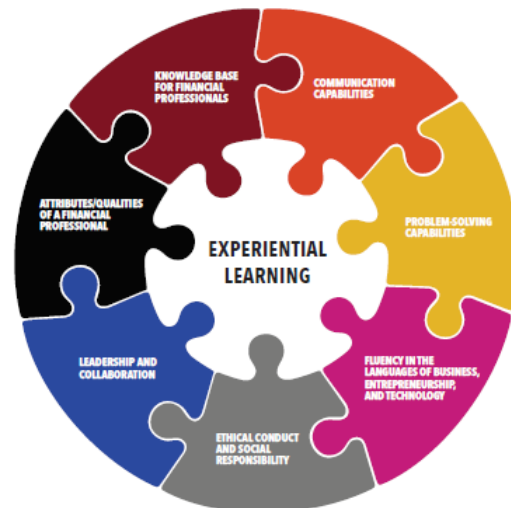 KNOWLEDGE BASE
FOR FINANCIAL
PROFESSIONALS
COMMUNICATION
CAPABILITIES
PROBLEM-SOLVING
CAPABILITIES
FLUENCY IN THE
LANGUAGES OF BUSINESS,
ENTREPRENEURSHIP,
AND TECHNOLOGY
ETHICAL CONDUCT
AND SOCIAL
RESPONSIBILITY
LEADERSHIP AND
COLLABORATION
ATTRIBUTES/QUALITIES
OF A FINANCIAL
PROFESSIONAL
EXPERIENTIAL
LEARNING